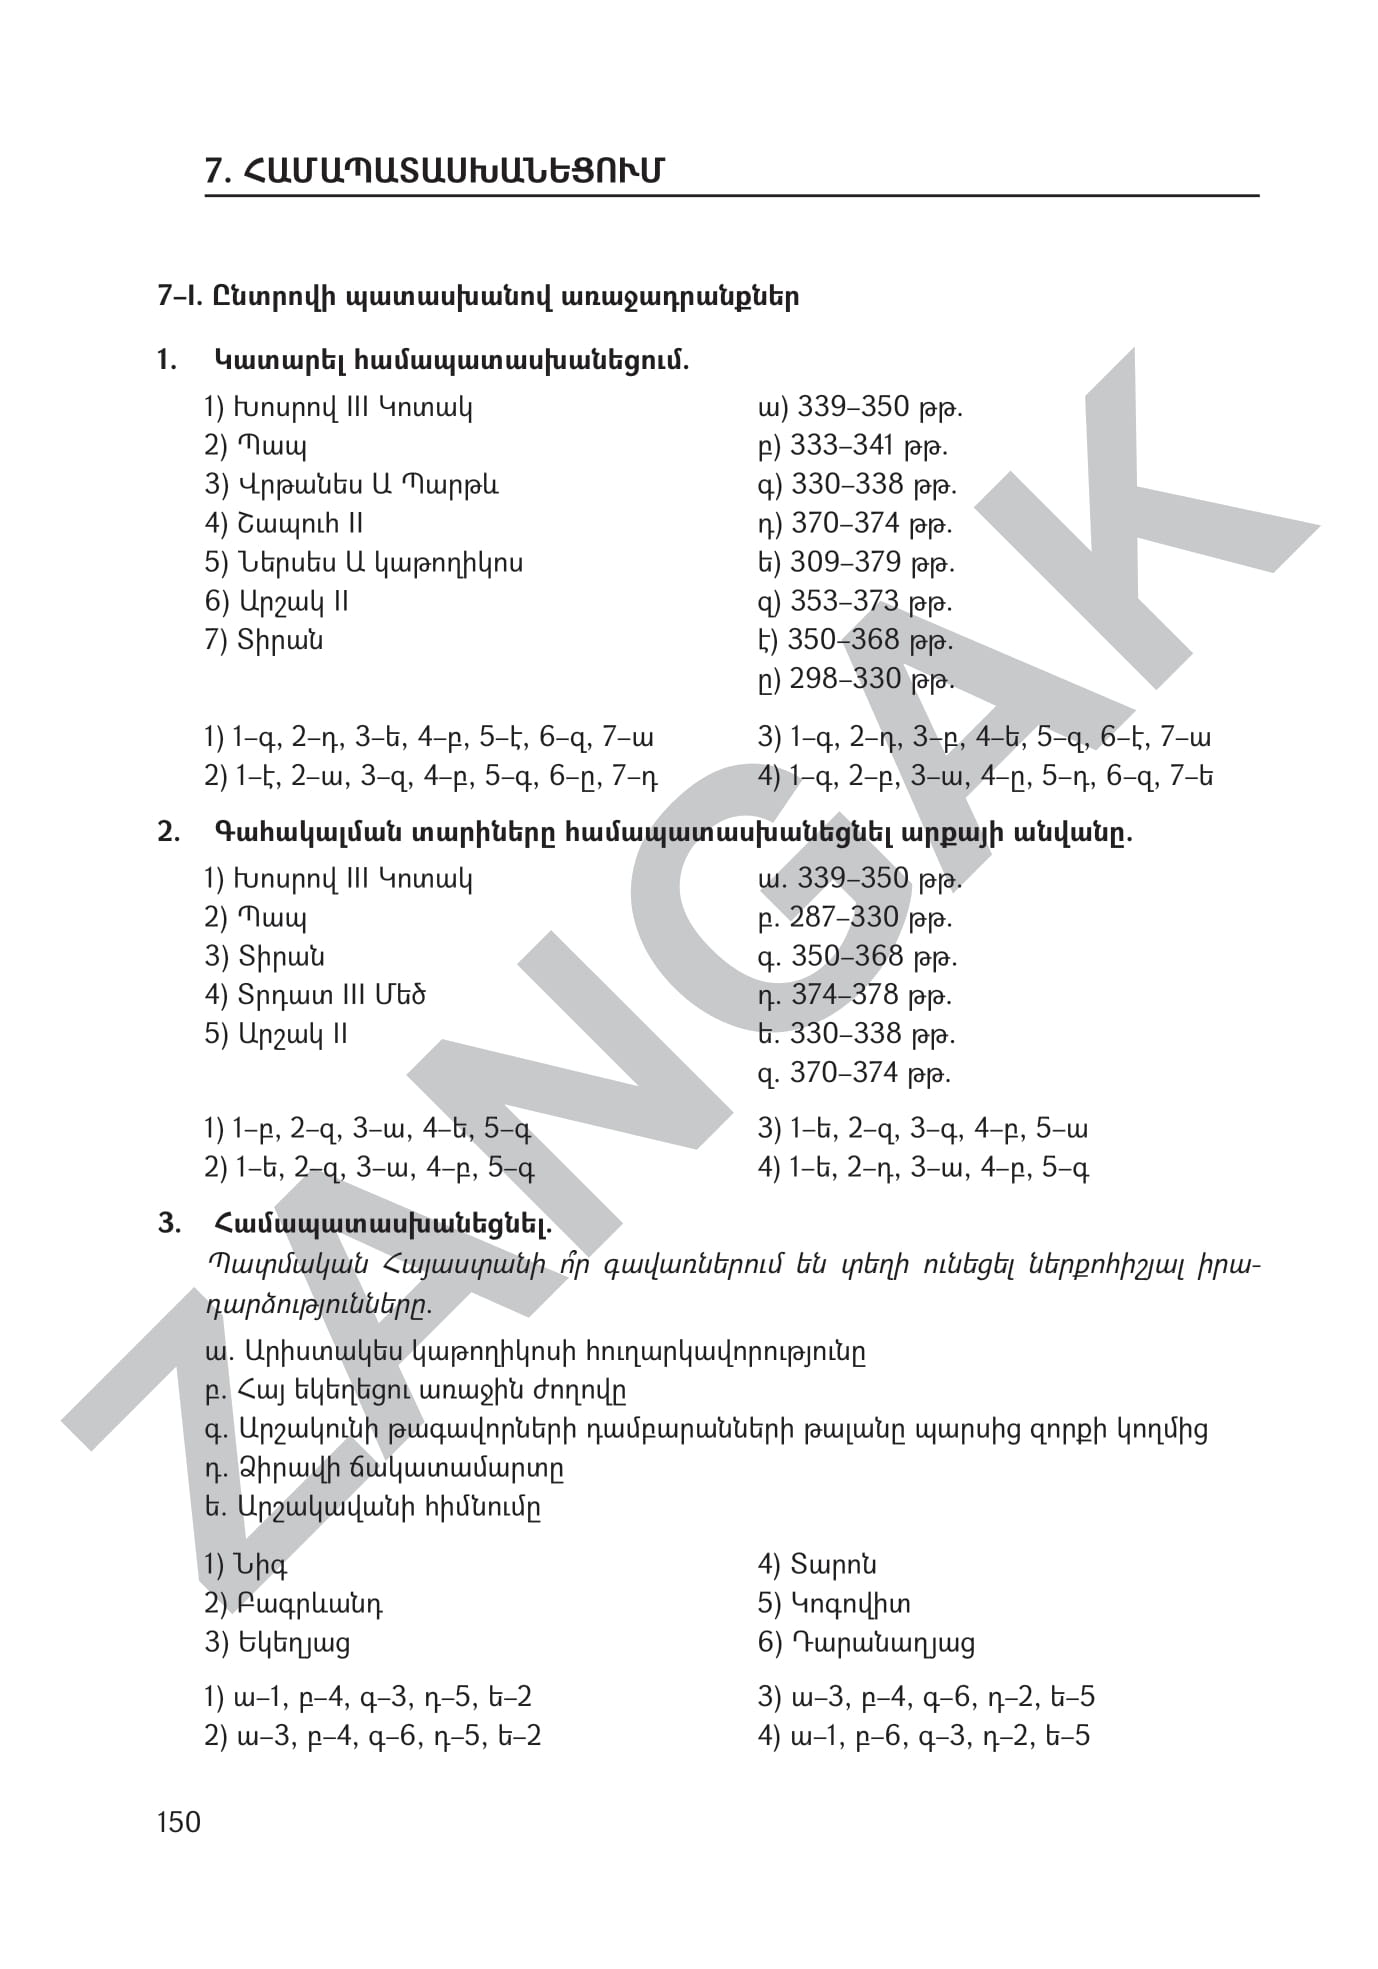 7. ՀԱՄԱՊԱՏԱՍԽԱՆԵՑՈՒՄ
7–I. Ընտրովի պատասխանով առաջադրանքներ
1. Կատարել համապատասխանեցում.
1) Խոսրով III Կոտակ
2) Պապ
3) Վրթանես Ա Պարթև
4) Շապուհ II
5) Ներսես Ա կաթողիկոս
6) Արշակ II
7) Տիրան
ա) 339–350 թթ.
բ) 333–341 թթ.
գ) 330–338 թթ.
դ) 370–374 թթ.
ե) 309–379 թթ.
զ) 353–373 թթ.
է) 350–368 թթ.
ը) 298–330 թթ.
1) 1–գ, 2–դ, 3–ե, 4–բ, 5–է, 6–զ, 7–ա
2) 1–է, 2–ա, 3–զ, 4–բ, 5–գ, 6–ը, 7–դ
3) 1–գ, 2–դ, 3–բ, 4–ե, 5–զ, 6–է, 7–ա
4) 1–գ, 2–բ, 3–ա, 4–ը, 5–դ, 6–զ, 7–ե
2. Գահակալման տարիները համապատասխանեցնել արքայի անվանը.
1) Խոսրով III Կոտակ
2) Պապ
3) Տիրան
4) Տրդատ III Մեծ
5) Արշակ II
ա. 339–350 թթ.
բ. 287–330 թթ.
գ. 350–368 թթ.
դ. 374–378 թթ.
ե. 330–338 թթ.
զ. 370–374 թթ.
1) 1–բ, 2–զ, 3–ա, 4–ե, 5–գ
2) 1–ե, 2–զ, 3–ա, 4–բ, 5–գ
3) 1–ե, 2–զ, 3–գ, 4–բ, 5–ա
4) 1–ե, 2–դ, 3–ա, 4–բ, 5–գ
3. Համապատասխանեցնել.
Պատմական Հայաստանի ո՞ր գավառներում են տեղի ունեցել ներքոհիշյալ իրա-
դարձությունները.
ա. Արիստակես կաթողիկոսի հուղարկավորությունը
բ. Հայ եկեղեցու առաջին ժողովը
գ. Արշակունի թագավորների դամբարանների թալանը պարսից զորքի կողմից
դ. Ձիրավի ճակատամարտը
ե. Արշակավանի հիմնումը
1) Նիգ
2) Բագրևանդ
3) Եկեղյաց
4) Տարոն
5) Կոգովիտ
6) Դարանաղյաց
1) ա–1, բ–4, գ–3, դ–5, ե–2
2) ա–3, բ–4, գ–6, դ–5, ե–2
3) ա–3, բ–4, գ–6, դ–2, ե–5
4) ա–1, բ–6, գ–3, դ–2, ե–5
150
ZANGAK